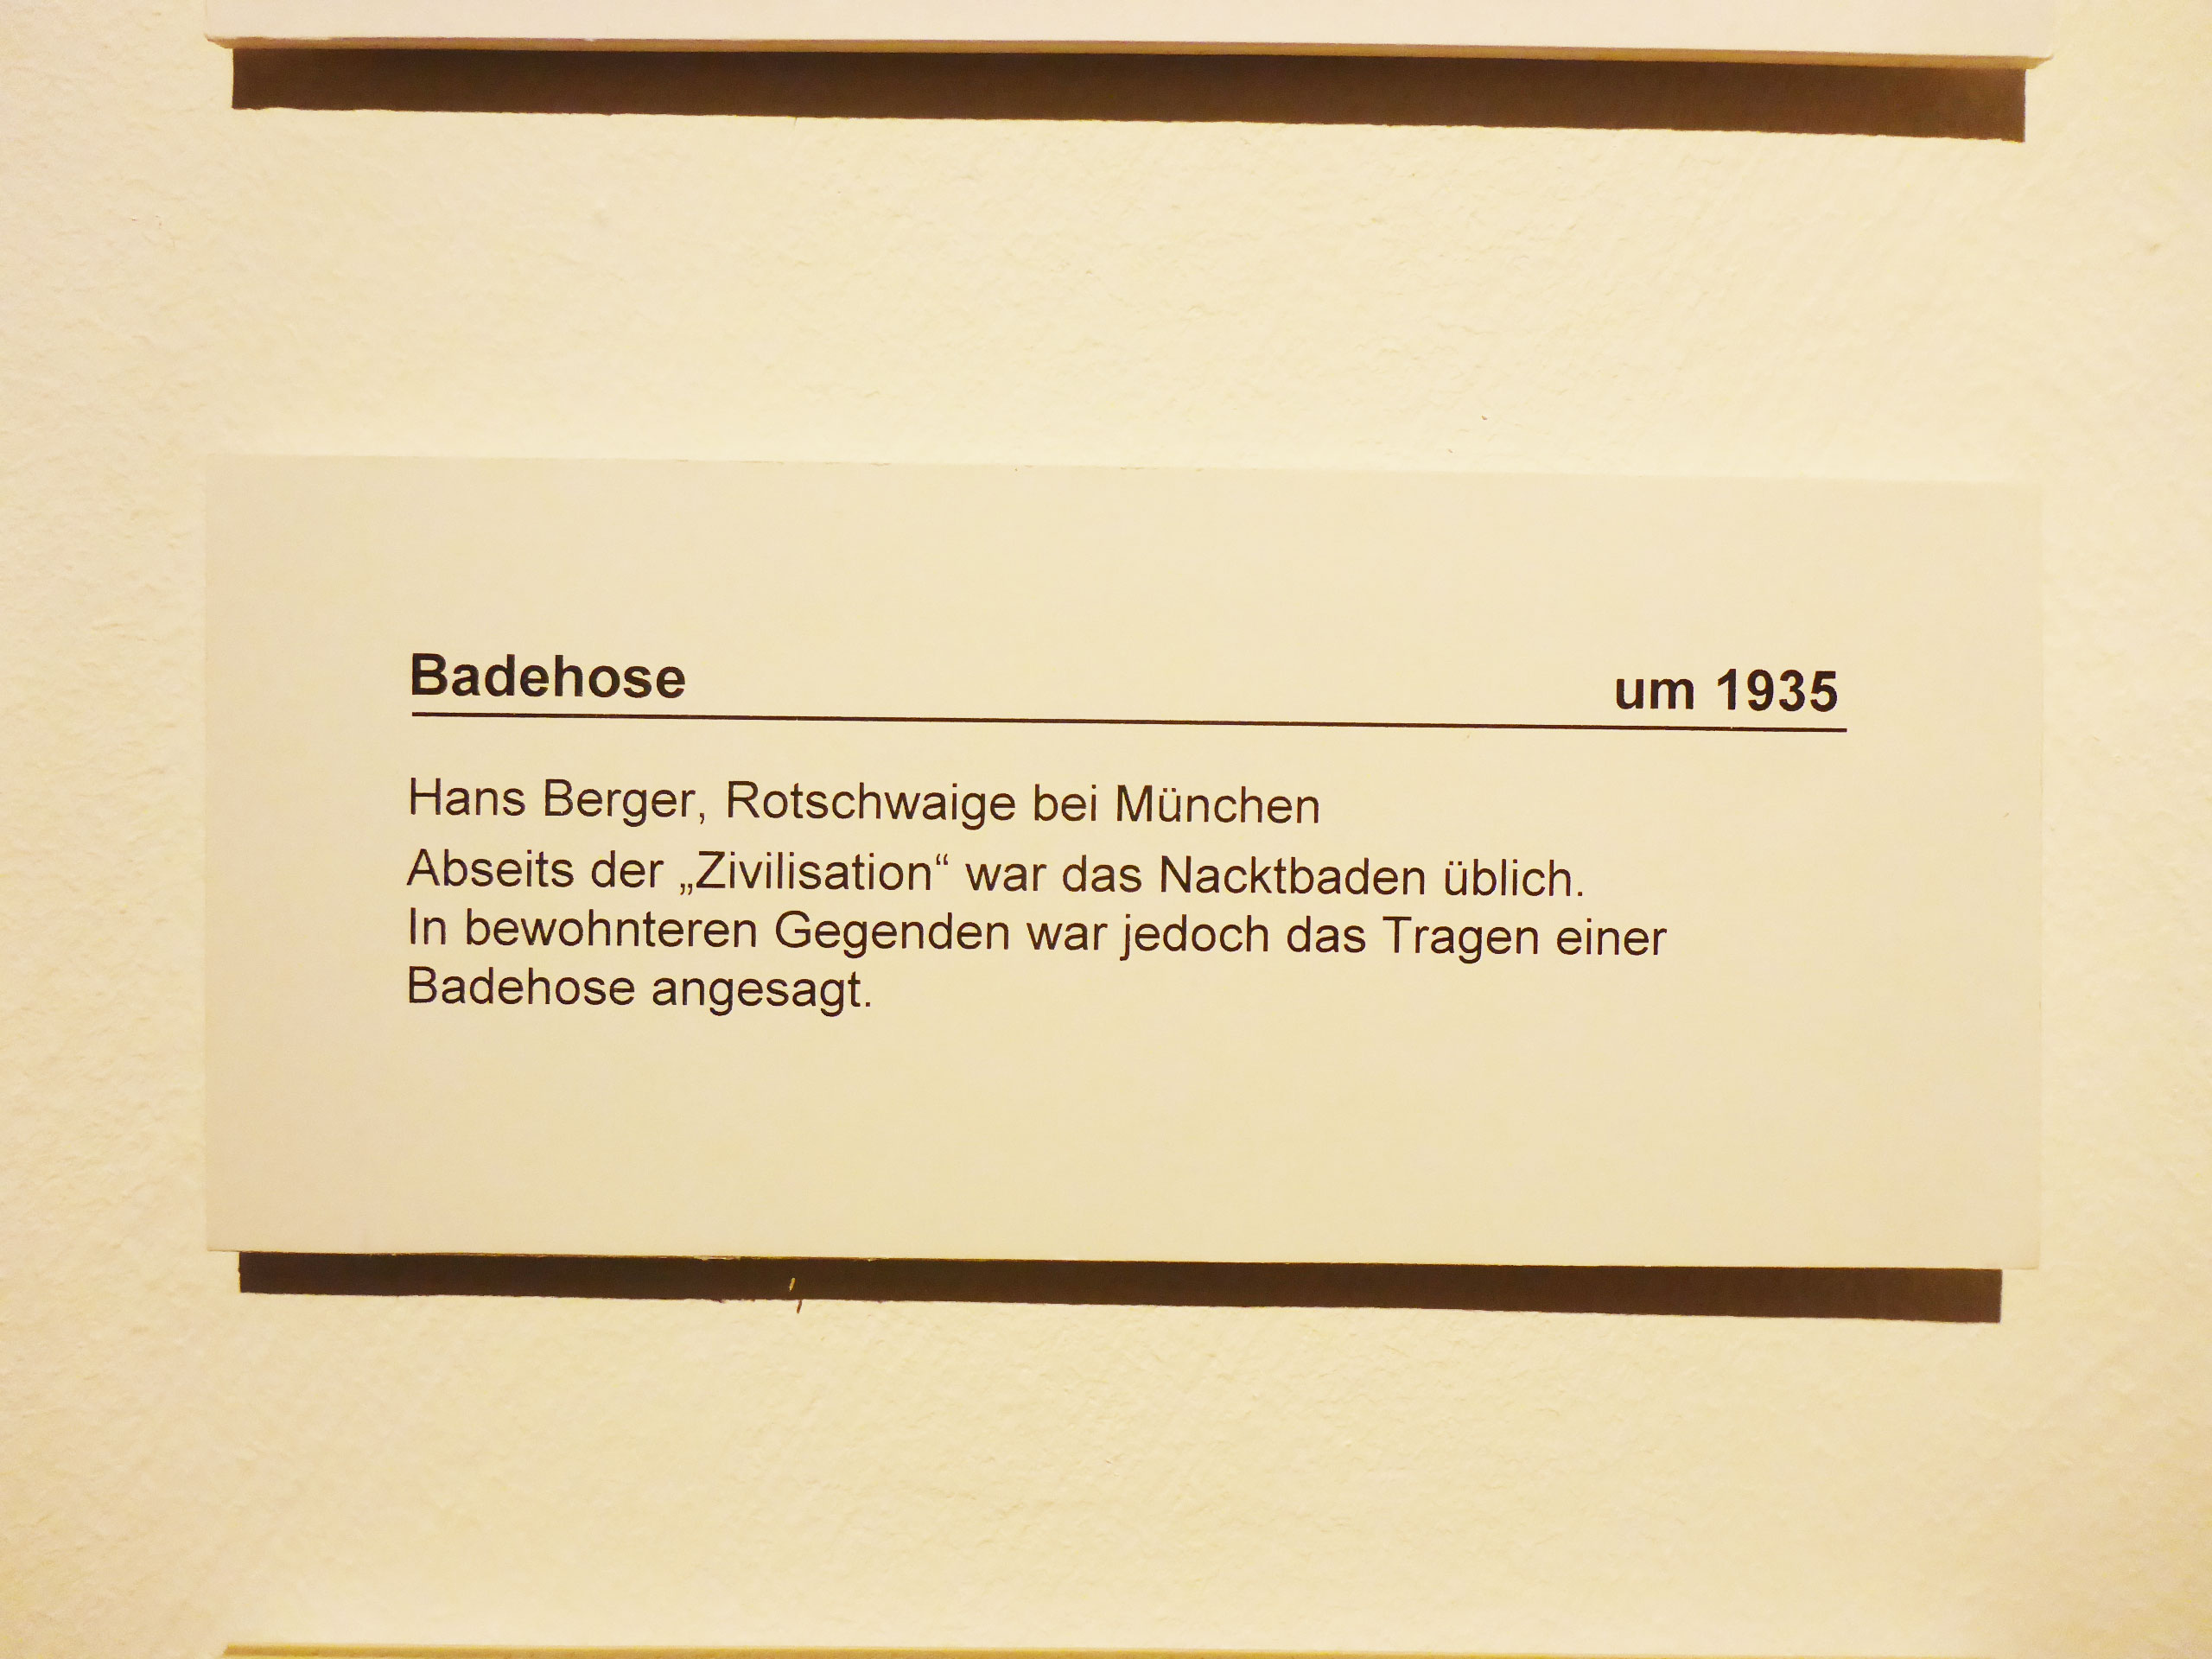 Badehose um 1935
Hans Berger, Rotschwaige bei München
Abseits der „Zivilisation“ war das Nacktbaden üblich.
In bewohnteren Gegenden war jedoch das Tragen einer
Badehose angesagt.